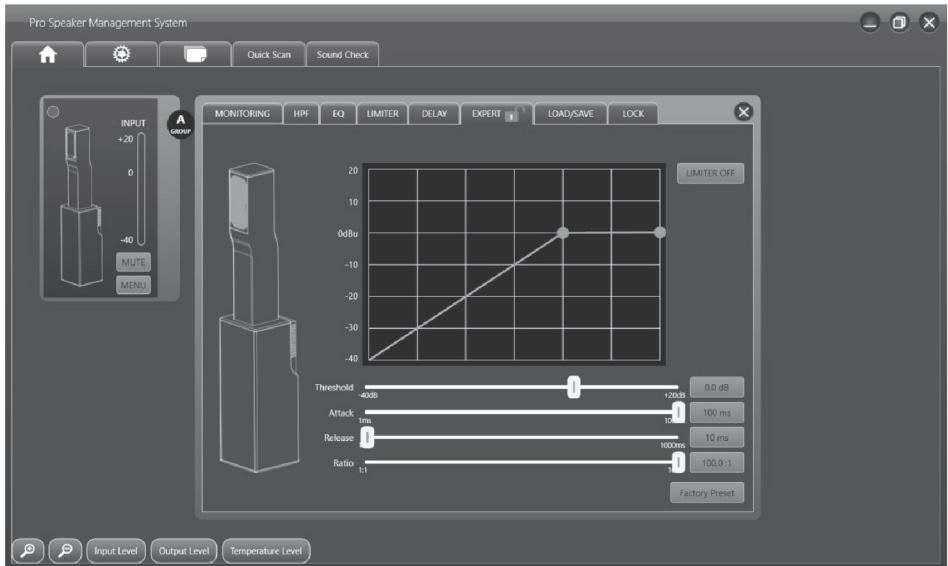 Pro Speaker Management System
Quick Scan
Sound Check
INPUT
+20
0
-40
MUTE
MENU
A
GROUP
MONITORING
HPF
EQ
LIMITER
DELAY
EXPERT
LOAD/SAVE
LOCK
LIMITER OFF
20
10
0dBu
-10
-20
-30
-40
Threshold
-40dB
+20dB
0,0 dB
Attack
1ms
100 ms
Release
1000ms
10 ms
Ratio
1:1
100,0 :1
Factory Preset
Input Level
Output Level
Temperature Level